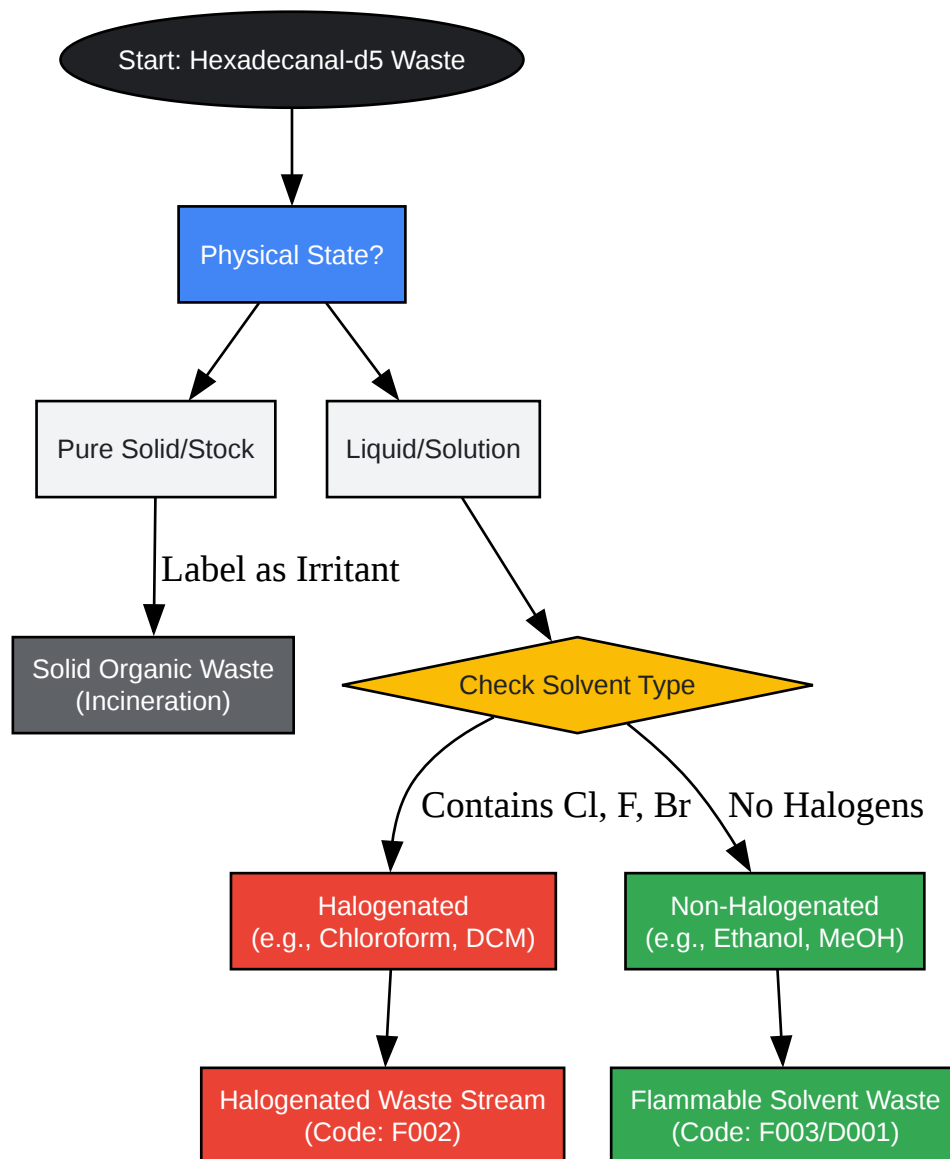 Start: Hexadecanal-d5 Waste
Physical State?
Pure Solid/Stock
Liquid/Solution
Label as Irritant
Solid Organic Waste
(Incineration)
Check Solvent Type
Contains Cl, F, Br
No Halogens
Halogenated
(e.g., Chloroform, DCM)
Non-Halogenated
(e.g., Ethanol, MeOH)
Halogenated Waste Stream
(Code: F002)
Flammable Solvent Waste
(Code: F003/D001)